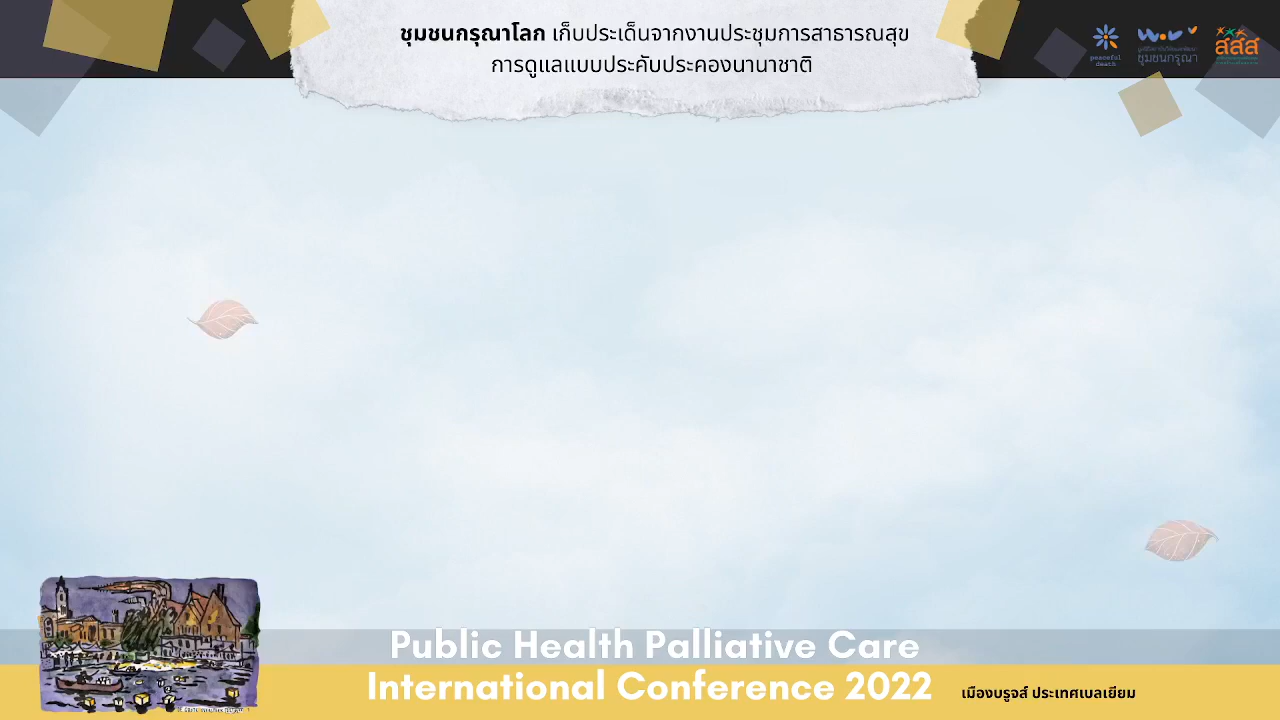 ชุมชนกรุณาโลก เก็บประเด็นจากงานประชุมการสาธารณสุข
การดูแลแบบประคับประคองนานาชาติ
peaceful
death
ชุมชนกรุณา
สสส
Public Health Palliative Care
International Conference 2022
เมืองบรูจส์ ประเทศเบลเยียม